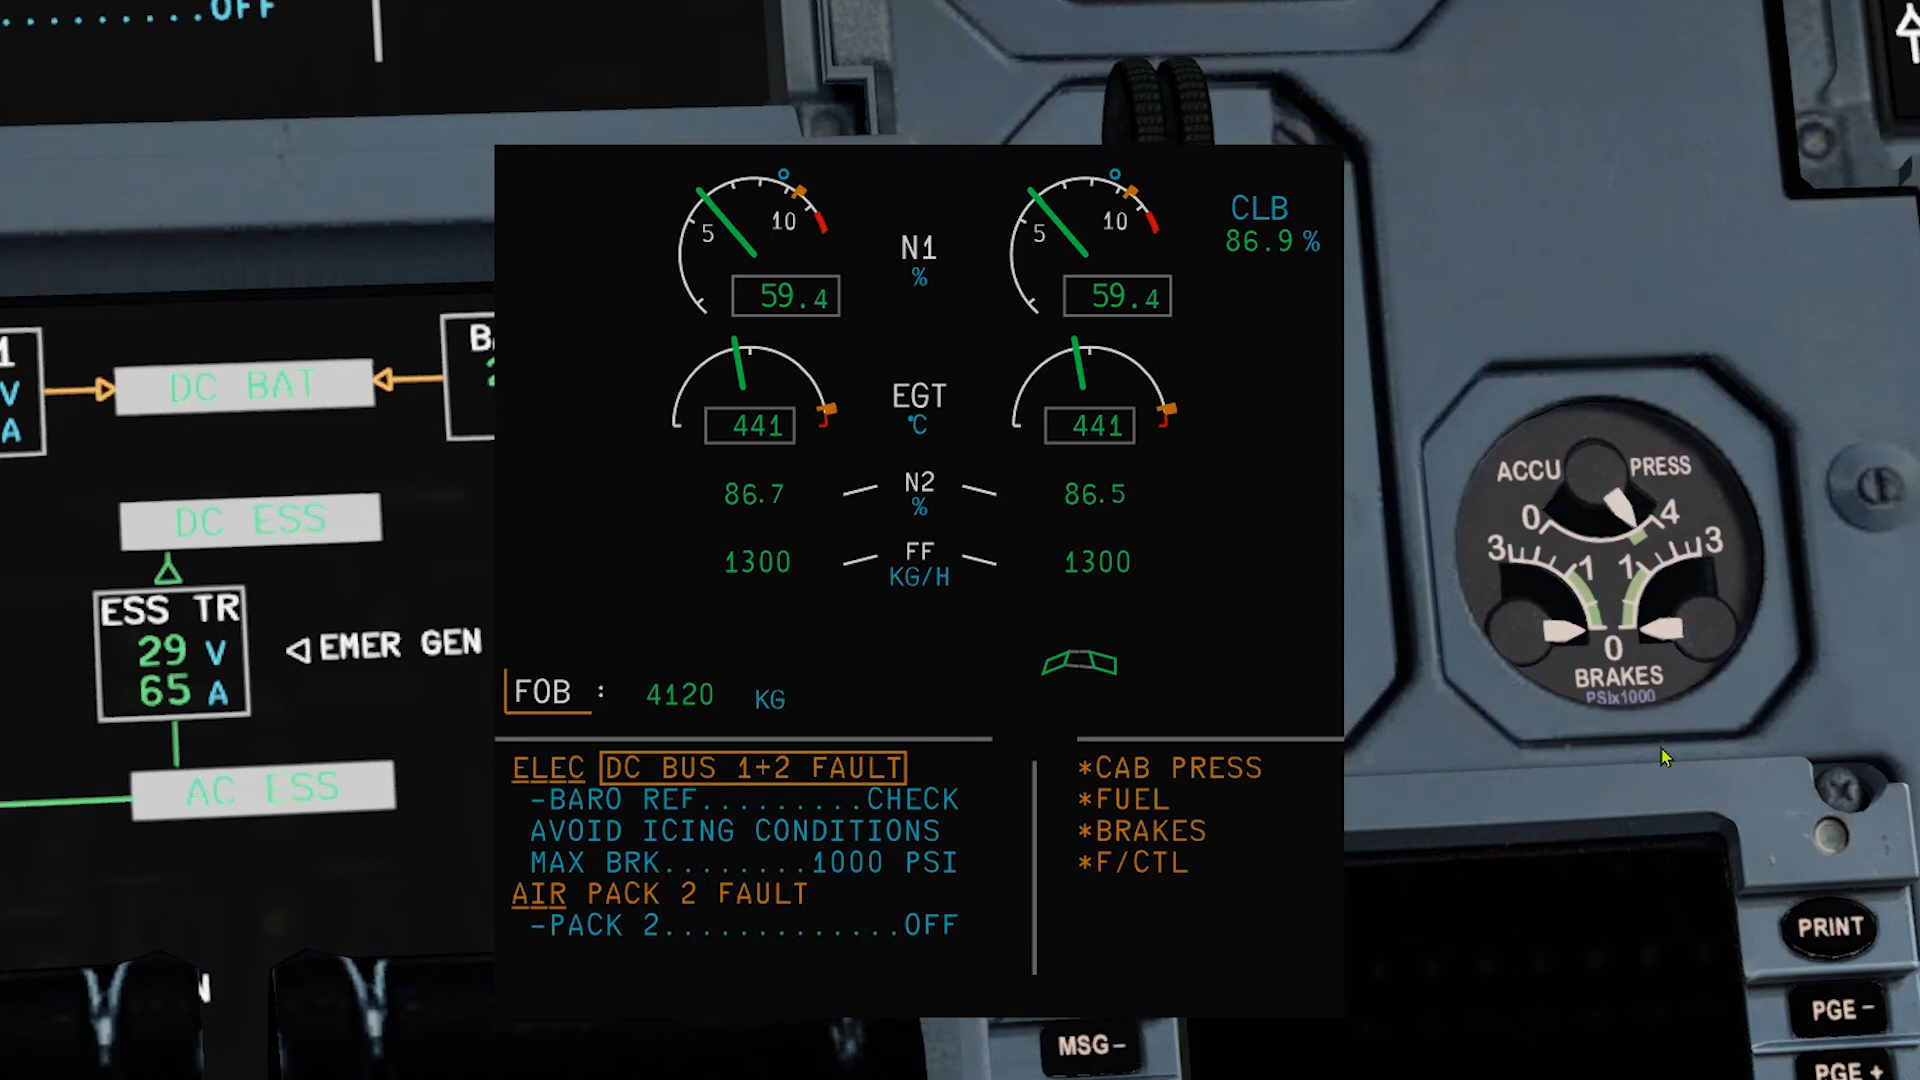 .........OFF
1
V
A
DC BAT
DC ESS
ESS TR
29 V
65 A
EMER GEN
AC ESS
5 10
59.4
N1
%
5 10
59.4
CLB
86.9 %
441
EGT
°C
441
86.7
N2
%
86.5
1300
FF
KG/H
1300
FOB : 4120 KG
ELEC DC BUS 1+2 FAULT
-BARO REF.........CHECK
AVOID ICING CONDITIONS
MAX BRK........1000 PSI
AIR PACK 2 FAULT
-PACK 2.............OFF
*CAB PRESS
*FUEL
*BRAKES
*F/CTL
ACCU PRESS
0 4
3 1 1 3
0
BRAKES
PSIx1000
PRINT
PGE -
PGE +
MSG-